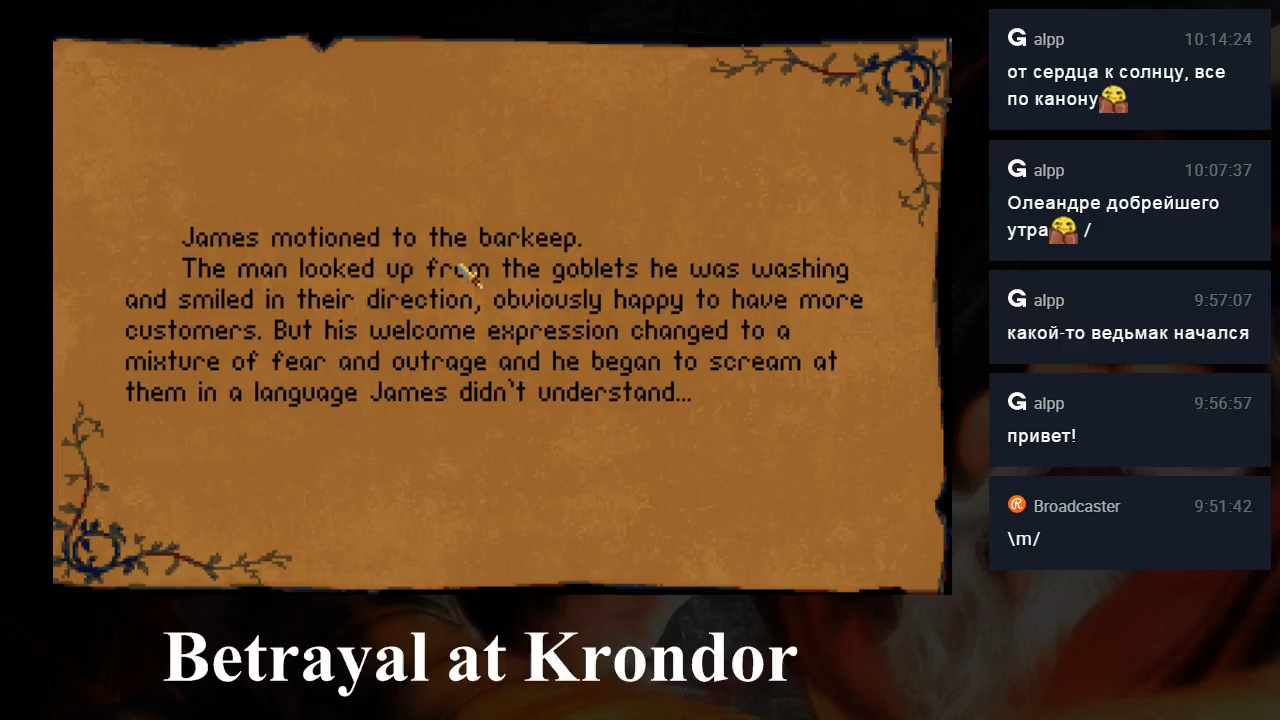 James motioned to the barkeep.
The man looked up from the goblets he was washing
and smiled in their direction, obviously happy to have more
customers. But his welcome expression changed to a
mixture of fear and outrage and he began to scream at
them in a language James didn't understand...
Betrayal at Krondor
G alpp 10:14:24
от сердца к солнцу, все
по канону
G alpp 10:07:37
Олеандре добрейшего
утра /
G alpp 9:57:07
какой-то ведьмак начался
G alpp 9:56:57
привет!
R Broadcaster 9:51:42
\m/